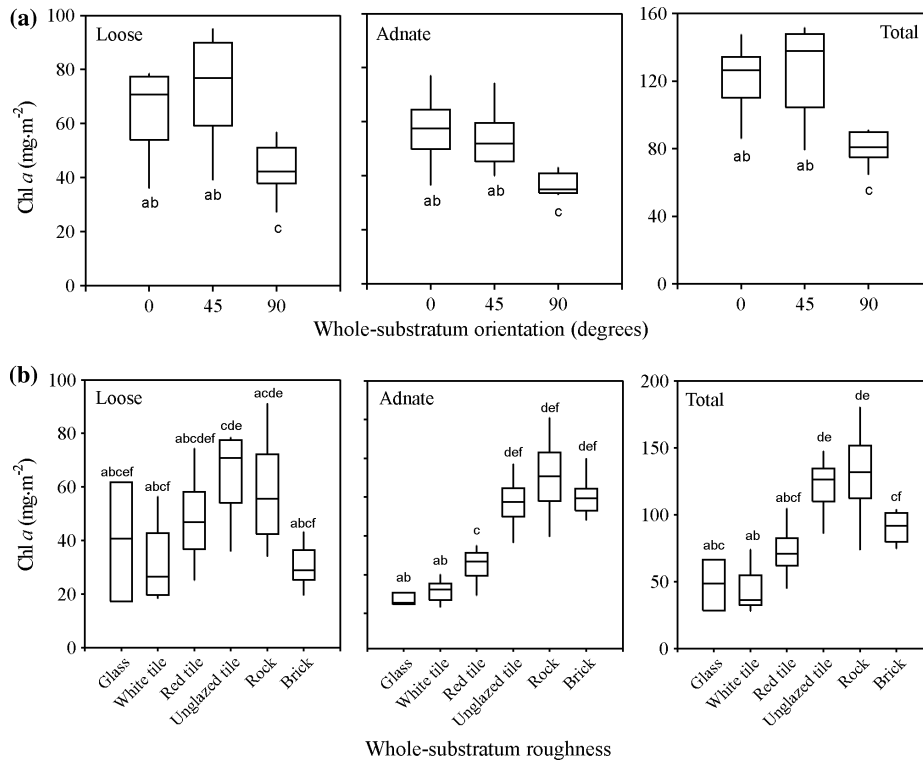 (a)
Loose
Adnate
Total
Chl a (mg·m-2)
100
80
60
40
20
0
160
120
80
40
0
ab
ab
c
ab
ab
c
ab
ab
c
0
45
90
0
45
90
0
45
90
Whole-substratum orientation (degrees)
(b)
Loose
Adnate
Total
Chl a (mg·m-2)
100
80
60
40
20
0
200
150
100
50
0
abcef
abcf
abcdef
cde
acde
abcf
ab
ab
c
def
def
def
abc
ab
abcf
de
de
cf
Glass
White tile
Red tile
Unglazed tile
Rock
Brick
Glass
White tile
Red tile
Unglazed tile
Rock
Brick
Glass
White tile
Red tile
Unglazed tile
Rock
Brick
Whole-substratum roughness